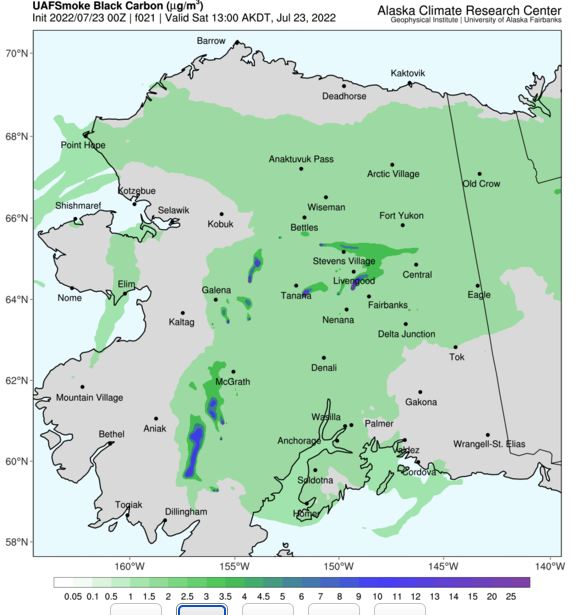 UAFSmoke Black Carbon (μg/m³)
Init 2022/07/23 00Z | f021 | Valid Sat 13:00 AKDT, Jul 23, 2022
Alaska Climate Research Center
Geophysical Institute | University of Alaska Fairbanks
70°N
68°N
66°N
64°N
62°N
60°N
58°N
Barrow
Kaktovik
Deadhorse
Point Hope
Anaktuvuk Pass
Arctic Village
Old Crow
Kotzebue
Shishmaref
Selawik
Wiseman
Kobuk
Bettles
Fort Yukon
Stevens Village
Central
Elim
Livengood
Nome
Galena
Tanana
Eagle
Fairbanks
Kaltag
Nenana
Delta Junction
Tok
Denali
McGrath
Mountain Village
Gakona
Aniak
Wasilla
Palmer
Bethel
Anchorage
Valdez
Wrangell-St. Elias
Cordova
Soldotna
Togiak
Dillingham
Homer
160°W 155°W 150°W 145°W 140°W
0.05 0.1 0.5 1 1.5 2 2.5 3 3.5 4 4.5 5 6 7 8 9 10 11 12 13 14 15 20 25